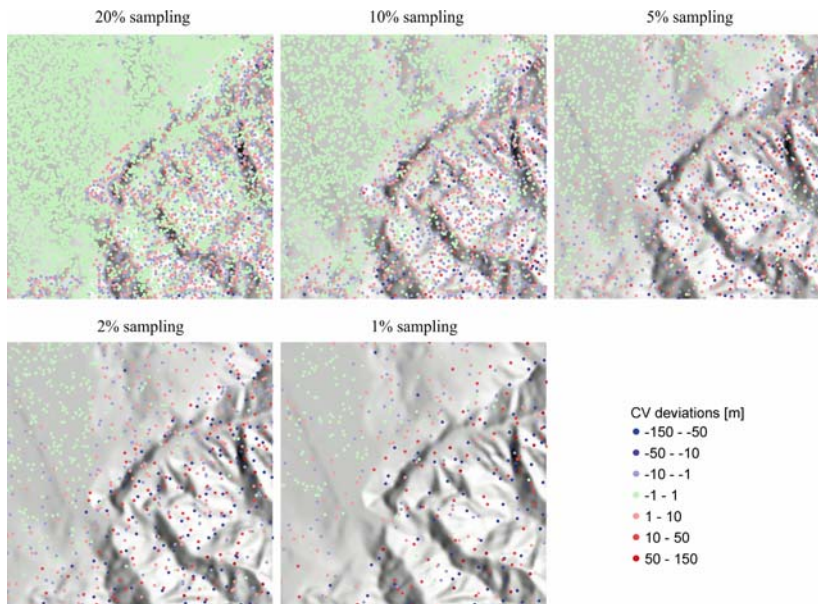 20% sampling
10% sampling
5% sampling
2% sampling
1% sampling
CV deviations [m]
-150 - -50
-50 - -10
-10 - -1
-1 - 1
1 - 10
10 - 50
50 - 150